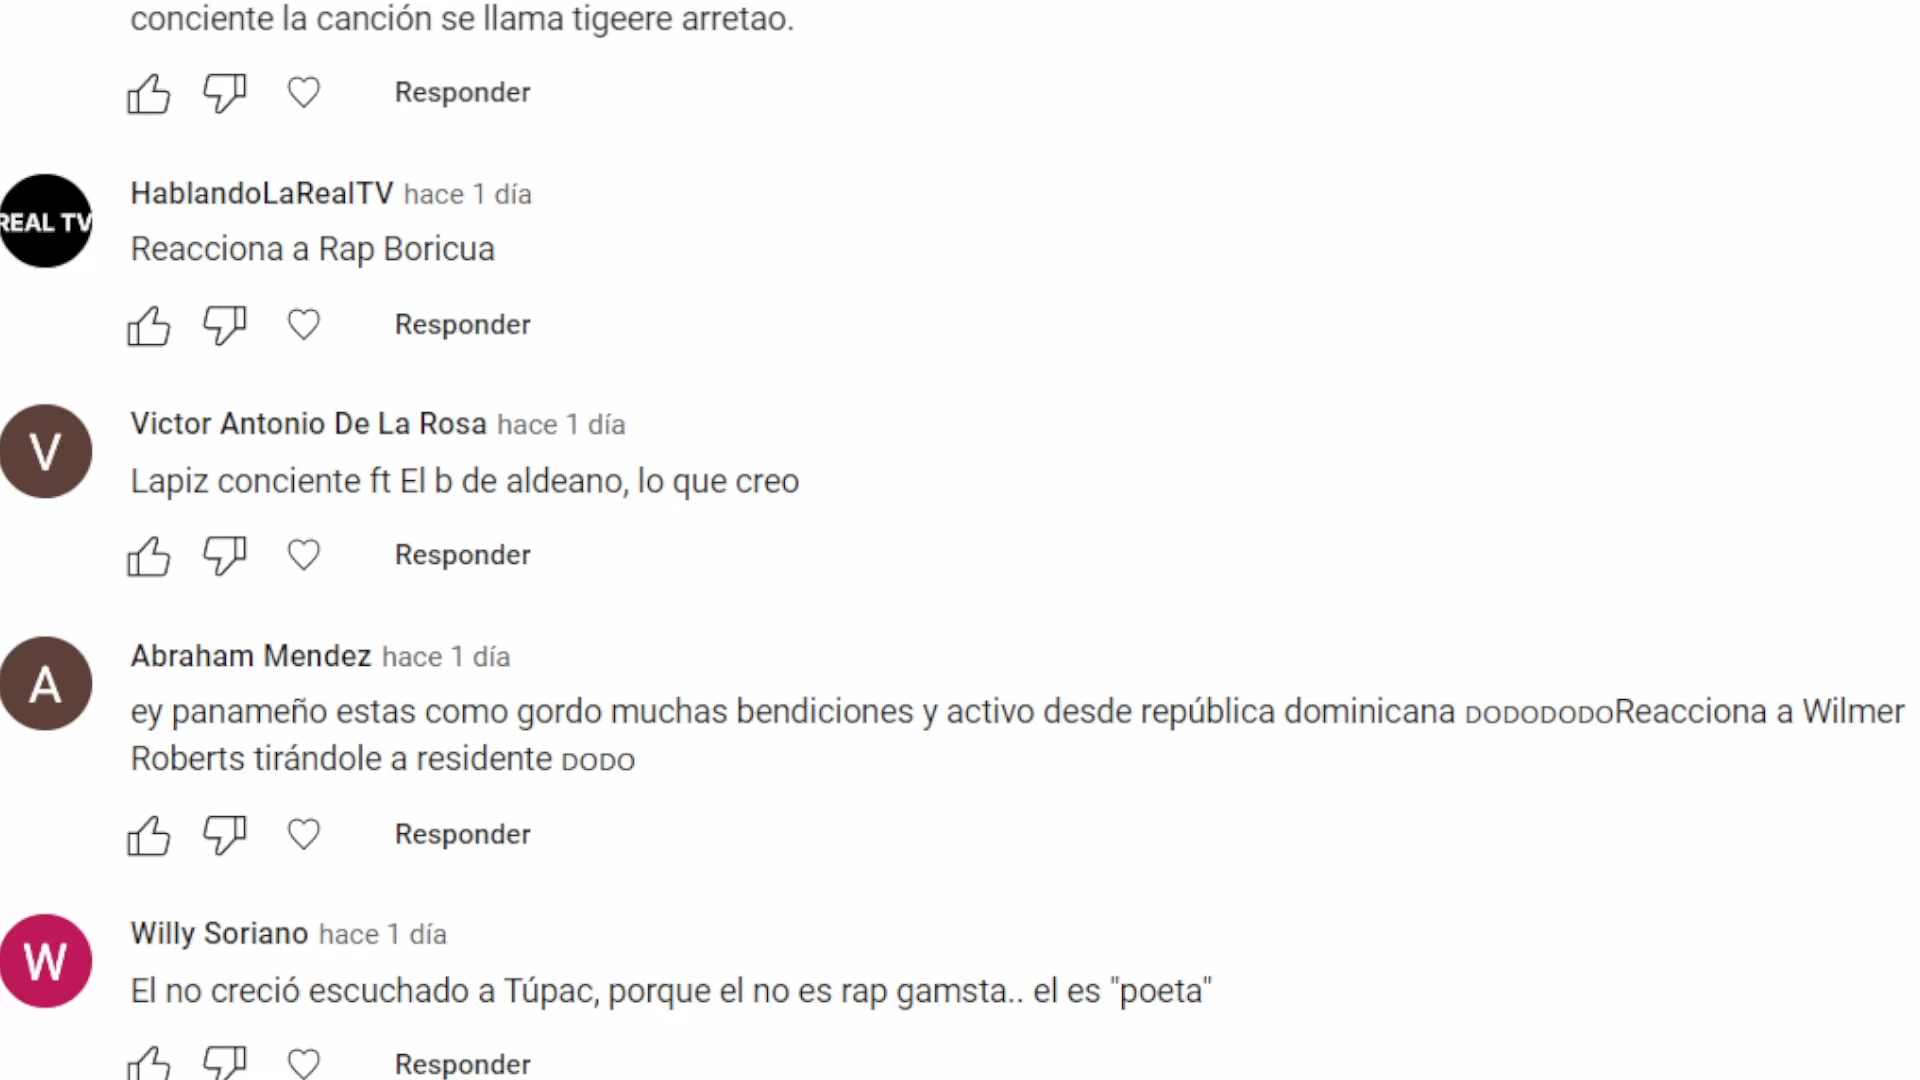 conciente la canción se llama tigeere arretao.
Responder
REAL TV
HablandoLaRealTV hace 1 día
Reacciona a Rap Boricua
Responder
V
Victor Antonio De La Rosa hace 1 día
Lapiz conciente ft El b de aldeano, lo que creo
Responder
A
Abraham Mendez hace 1 día
ey panameño estas como gordo muchas bendiciones y activo desde república dominicana DODODODOReacciona a Wilmer
Roberts tirándole a residente DODO
Responder
W
Willy Soriano hace 1 día
El no creció escuchado a Túpac, porque el no es rap gamsta.. el es "poeta"
Responder